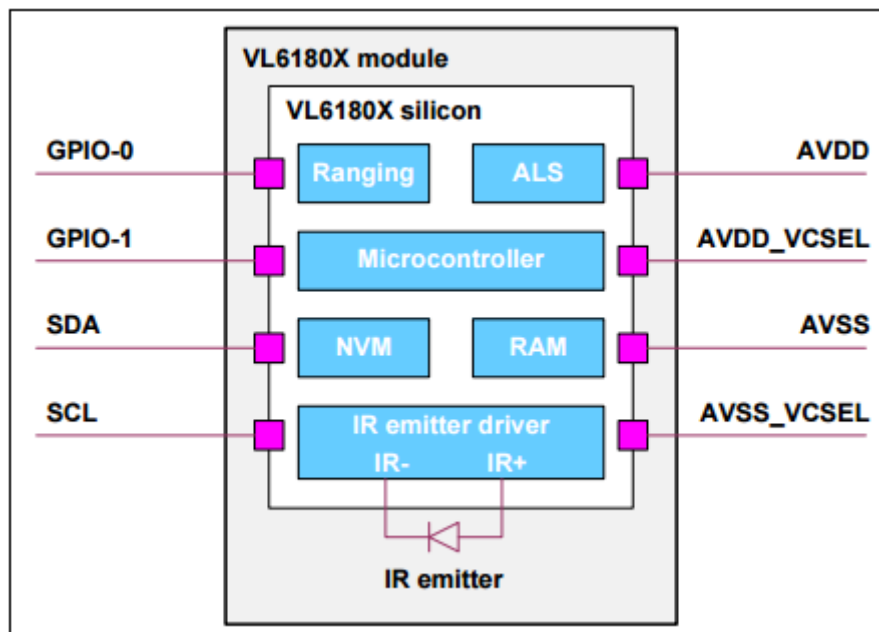 VL6180X module
VL6180X silicon
GPIO-0
Ranging
ALS
AVDD
GPIO-1
Microcontroller
AVDD_VCSEL
SDA
NVM
RAM
AVSS
SCL
IR emitter driver
AVSS_VCSEL
IR-
IR+
IR emitter